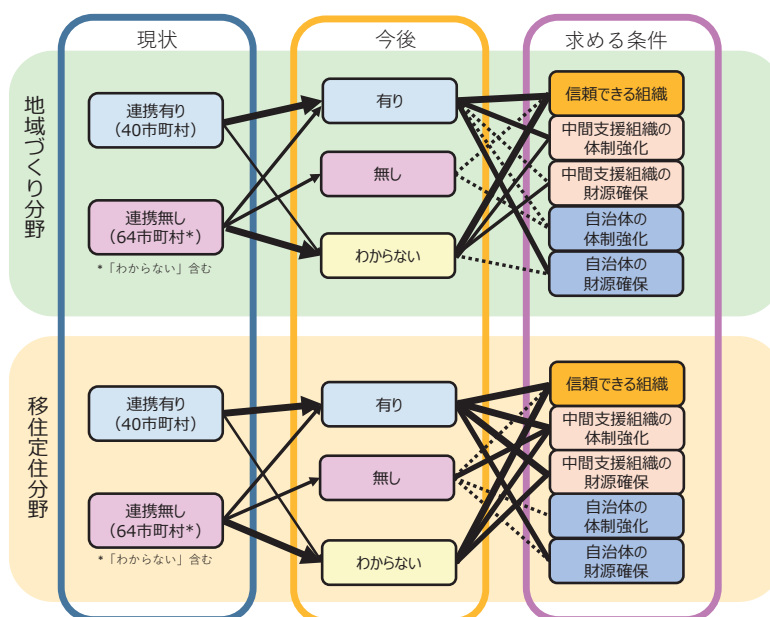 現状
今後
求める条件
地域づくり分野
連携有り
(40市町村)
連携無し
(64市町村*)
*「わからない」含む
有り
無し
わからない
信頼できる組織
中間支援組織の
体制強化
中間支援組織の
財源確保
自治体の
体制強化
自治体の
財源確保
移住定住分野
連携有り
(40市町村)
連携無し
(64市町村*)
*「わからない」含む
有り
無し
わからない
信頼できる組織
中間支援組織の
体制強化
中間支援組織の
財源確保
自治体の
体制強化
自治体の
財源確保